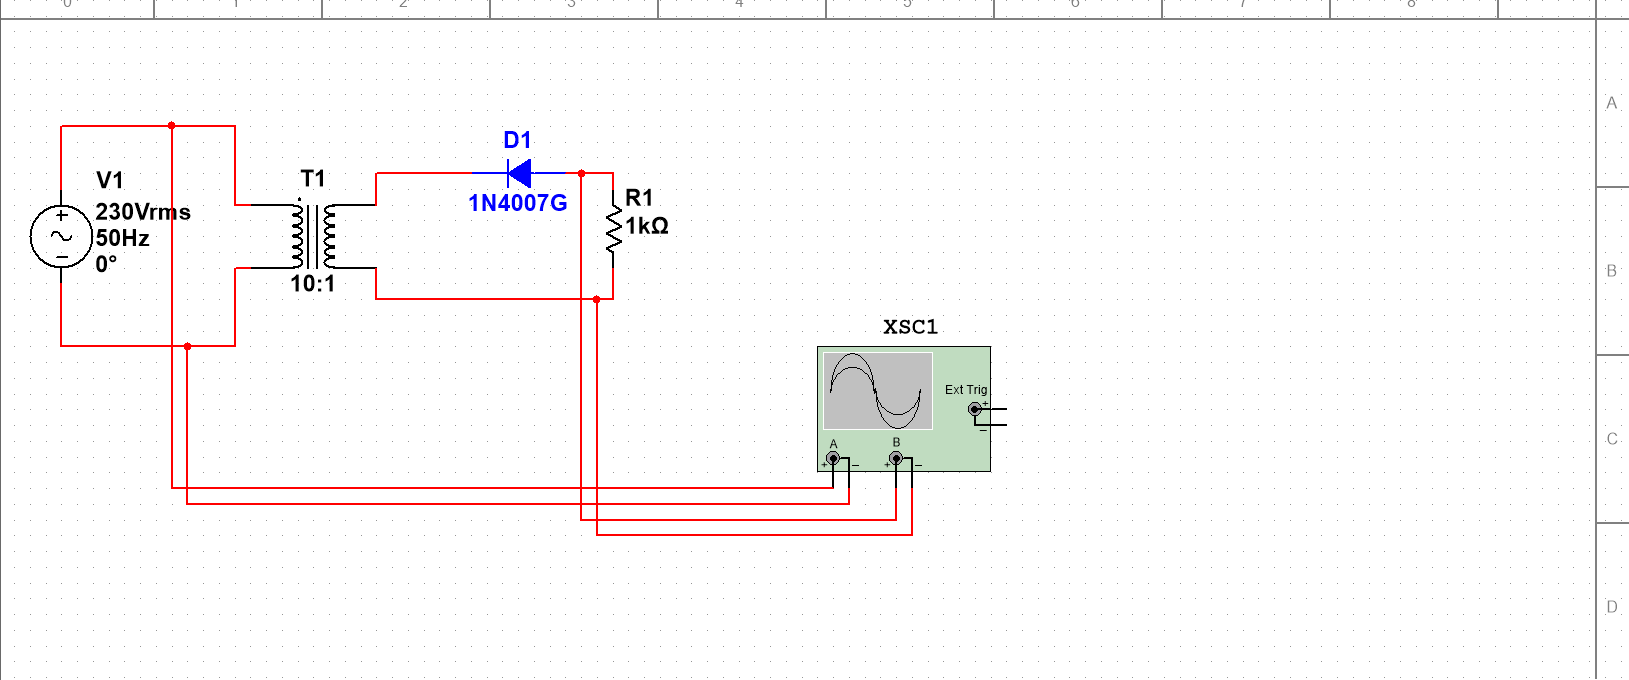 0 1 2 3 4 5 6 7 8
A
D1
V1
T1
1N4007G
R1
230Vrms
1kΩ
50Hz
0°
B
10:1
XSC1
Ext Trig
+
−
C
A
B
+ − + −
D